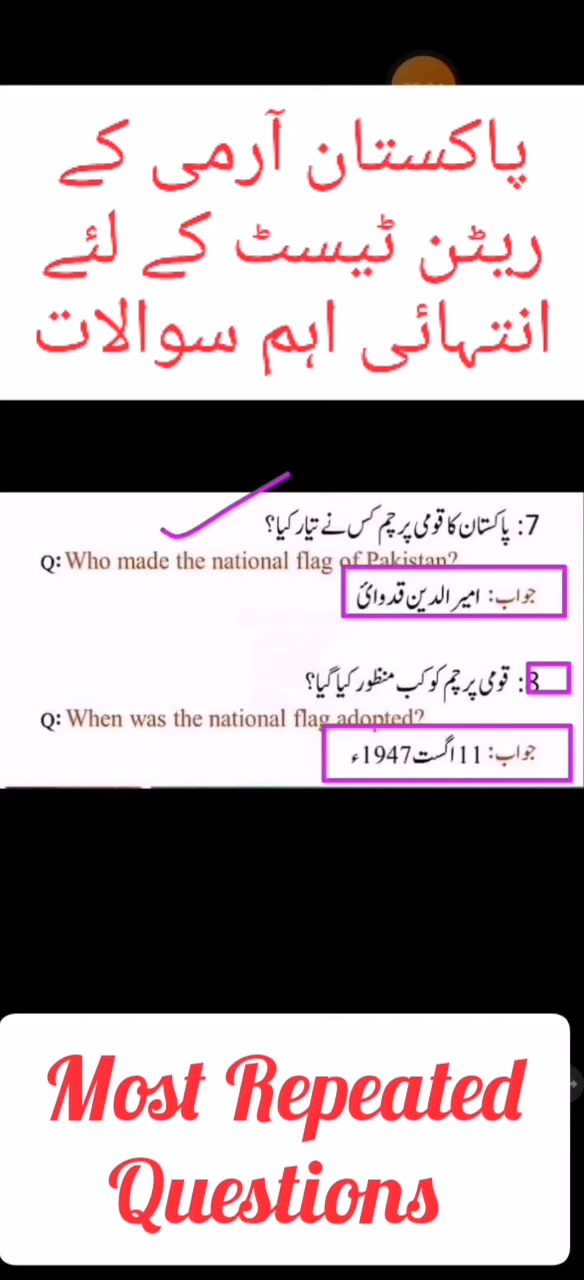 پاکستان آرمی کے
ریٹن ٹیسٹ کے لئے
انتہائی اہم سوالات
7: پاکستان کا قومی پرچم کس نے تیار کیا؟
Q: Who made the national flag of Pakistan?
جواب: امیر الدین قدوائ
8: قومی پرچم کو کب منظور کیا گیا؟
Q: When was the national flag adopted?
جواب: 11 اگست 1947ء
Most Repeated
Questions